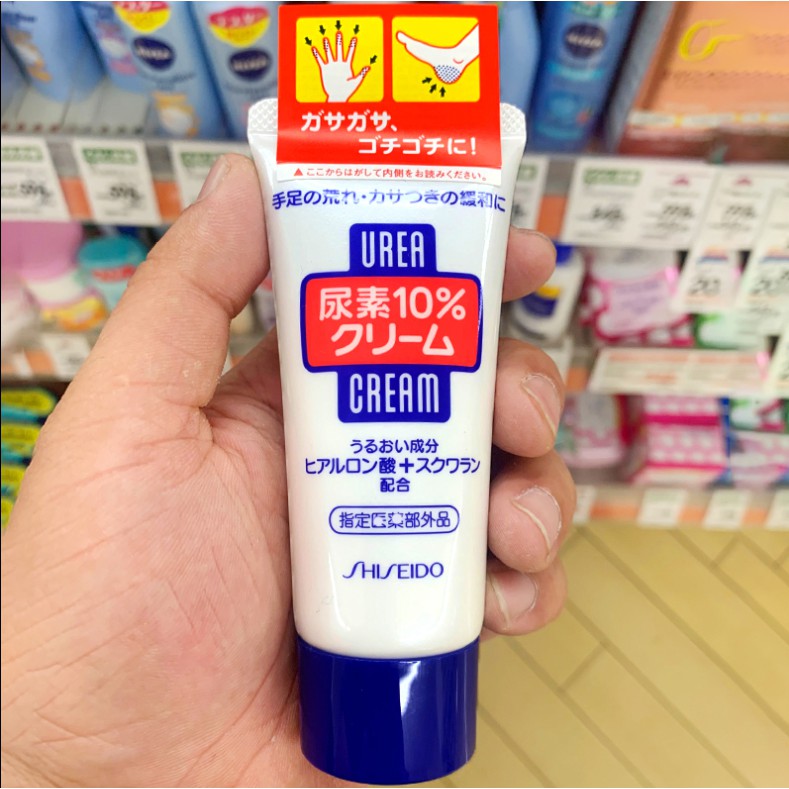 ガサガサ、
ゴチゴチに!
▲ここからはがして内側をお読みください。
手足の荒れ・カサつきの緩和に
UREA
尿素10%
クリーム
CREAM
うるおい成分
ヒアルロン酸+スクワラン
配合
指定医薬部外品
SHISEIDO